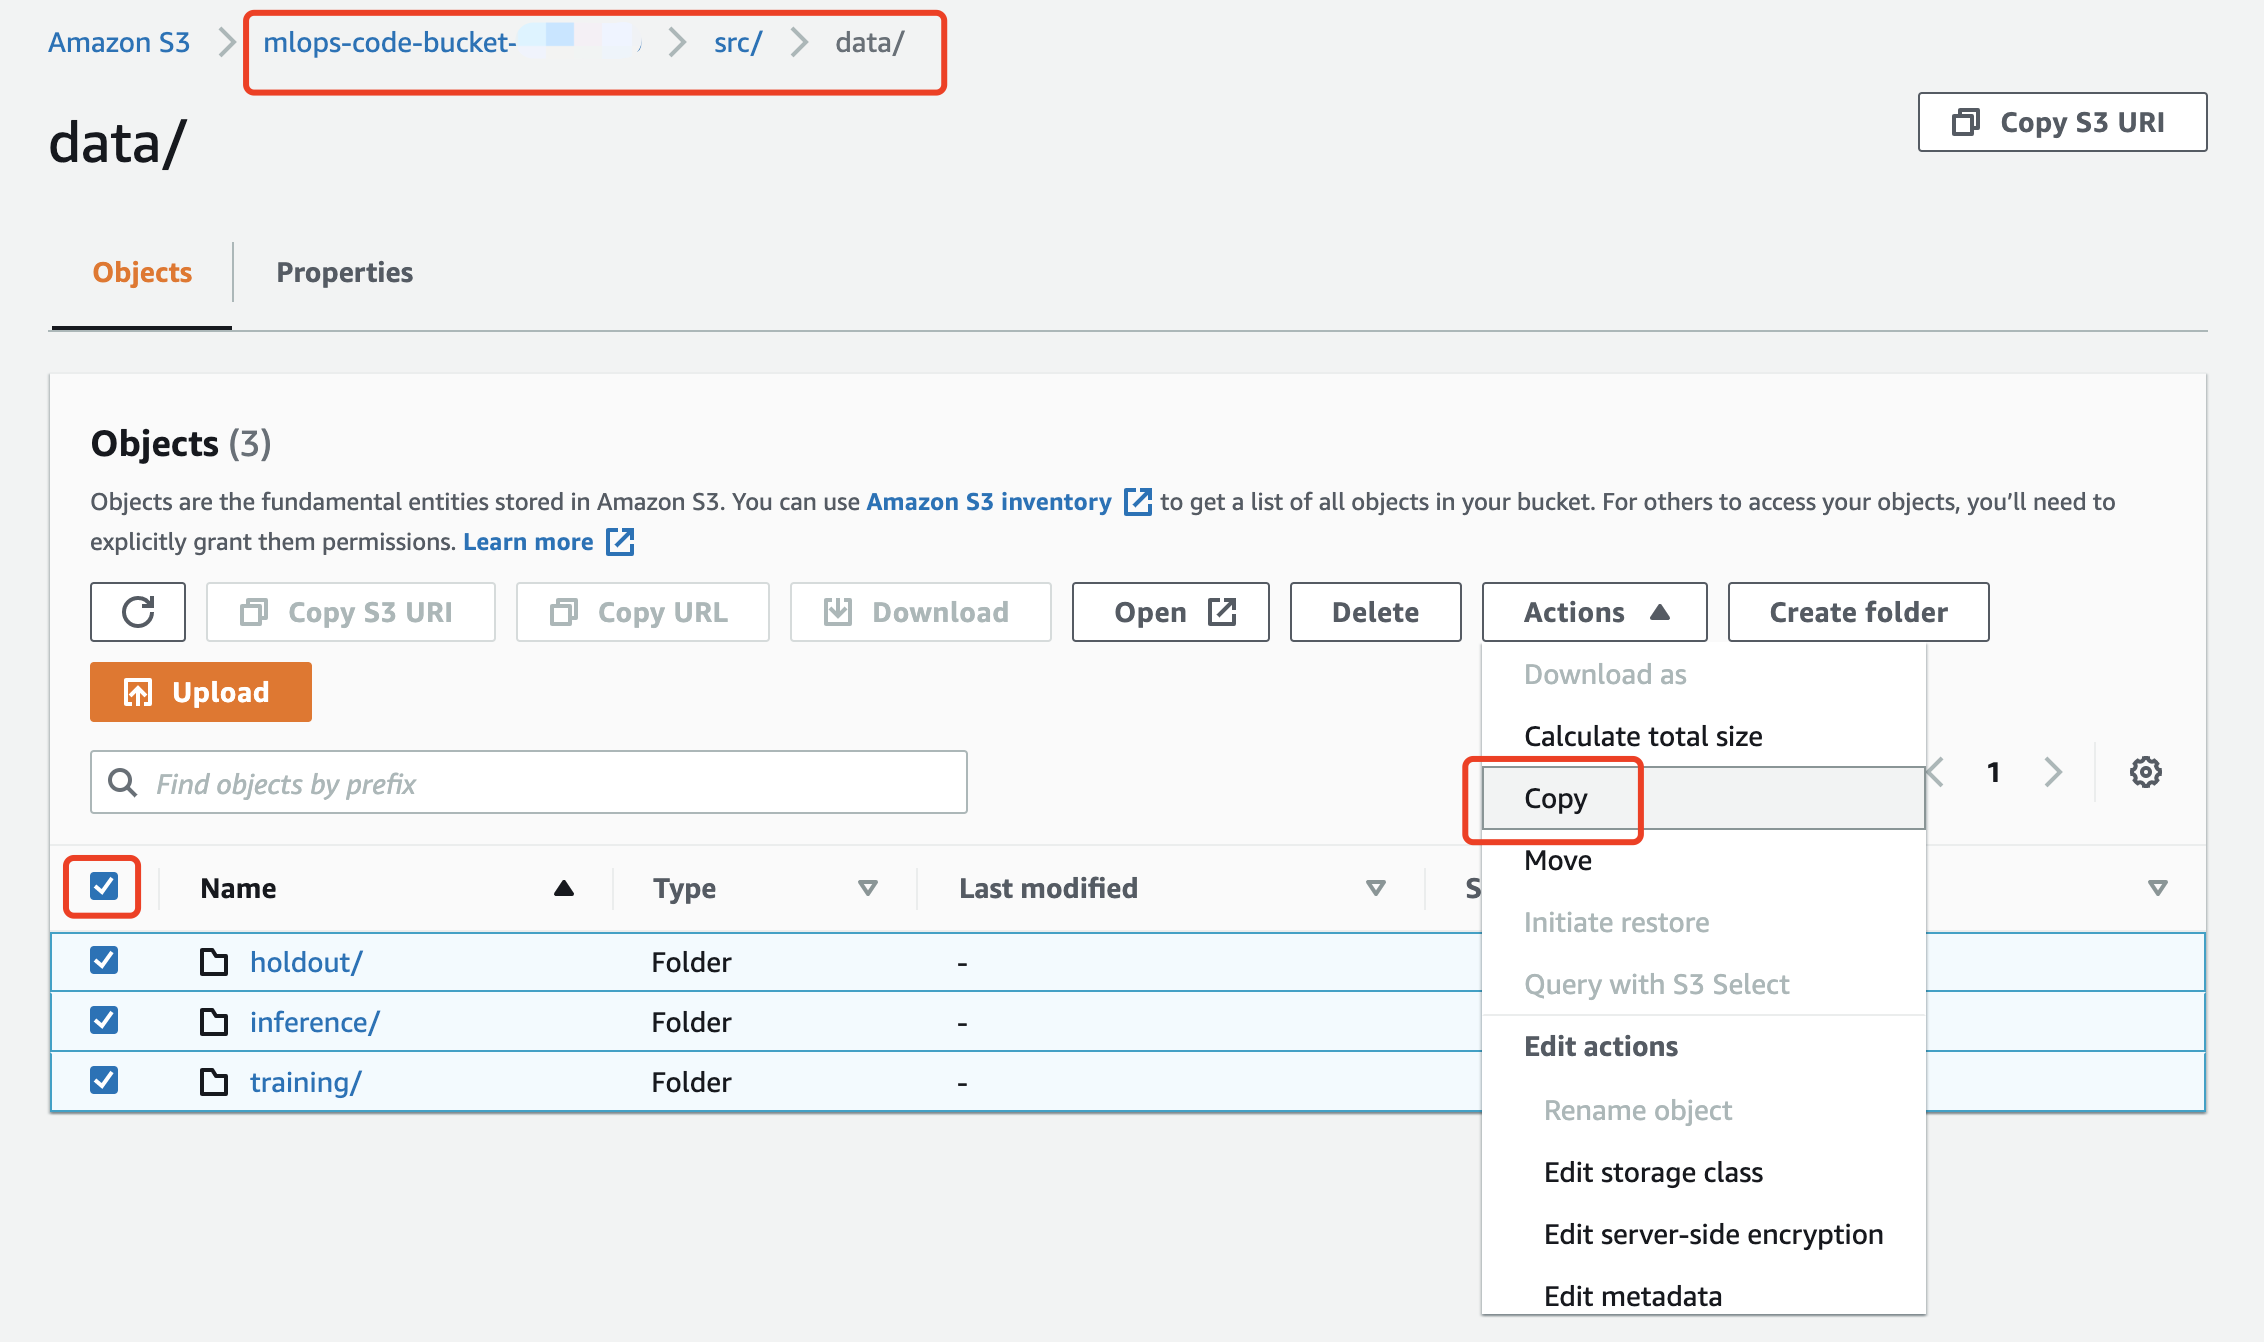 Amazon S3 > mlops-code-bucket- > src/ > data/
data/
Copy S3 URI
Objects
Properties
Objects (3)
Objects are the fundamental entities stored in Amazon S3. You can use Amazon S3 inventory to get a list of all objects in your bucket. For others to access your objects, you'll need to
explicitly grant them permissions. Learn more
Copy S3 URI
Copy URL
Download
Open
Delete
Actions
Create folder
Upload
Find objects by prefix
1
Name
Type
Last modified
S
holdout/
Folder
-
inference/
Folder
-
training/
Folder
-
Download as
Calculate total size
Copy
Move
Initiate restore
Query with S3 Select
Edit actions
Rename object
Edit storage class
Edit server-side encryption
Edit metadata